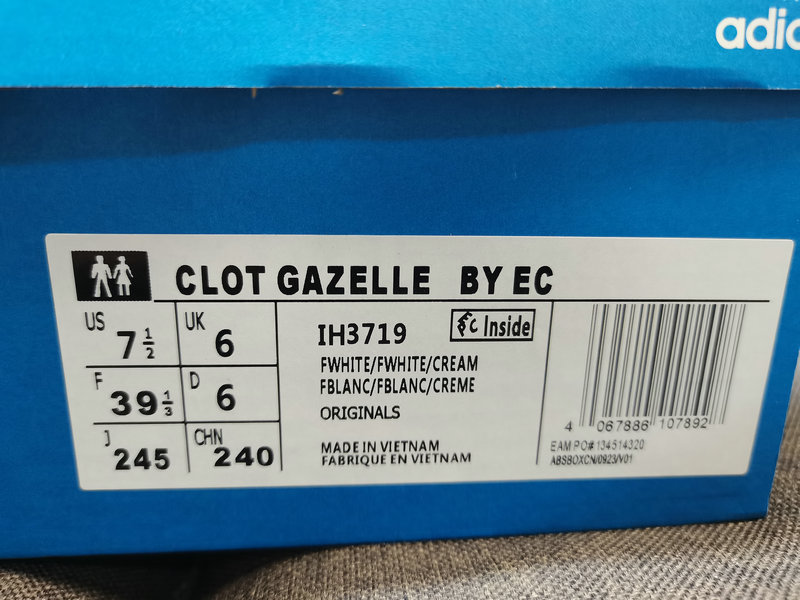 adid
CLOT GAZELLE BY EC
US 7 1/2 UK 6
F 39 1/3 D 6
J 245 CHN 240
IH3719 Inside
FWHITE/FWHITE/CREAM
FBLANC/FBLANC/CREME
ORIGINALS
MADE IN VIETNAM
FABRIQUE EN VIETNAM
4 067886 107892
EAM PO# 134514320
ABSBOXCN/0923/V01